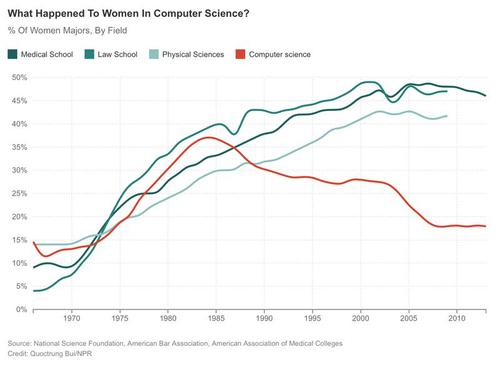 What Happened To Women In Computer Science?
% Of Women Majors, By Field
Medical School Law School Physical Sciences Computer science
50%
45%
40%
35%
30%
25%
20%
15%
10%
5%
0%
1970 1975 1980 1985 1990 1995 2000 2005 2010
Source: National Science Foundation, American Bar Association, American Association of Medical Colleges
Credit: Quoctrung Bui/NPR